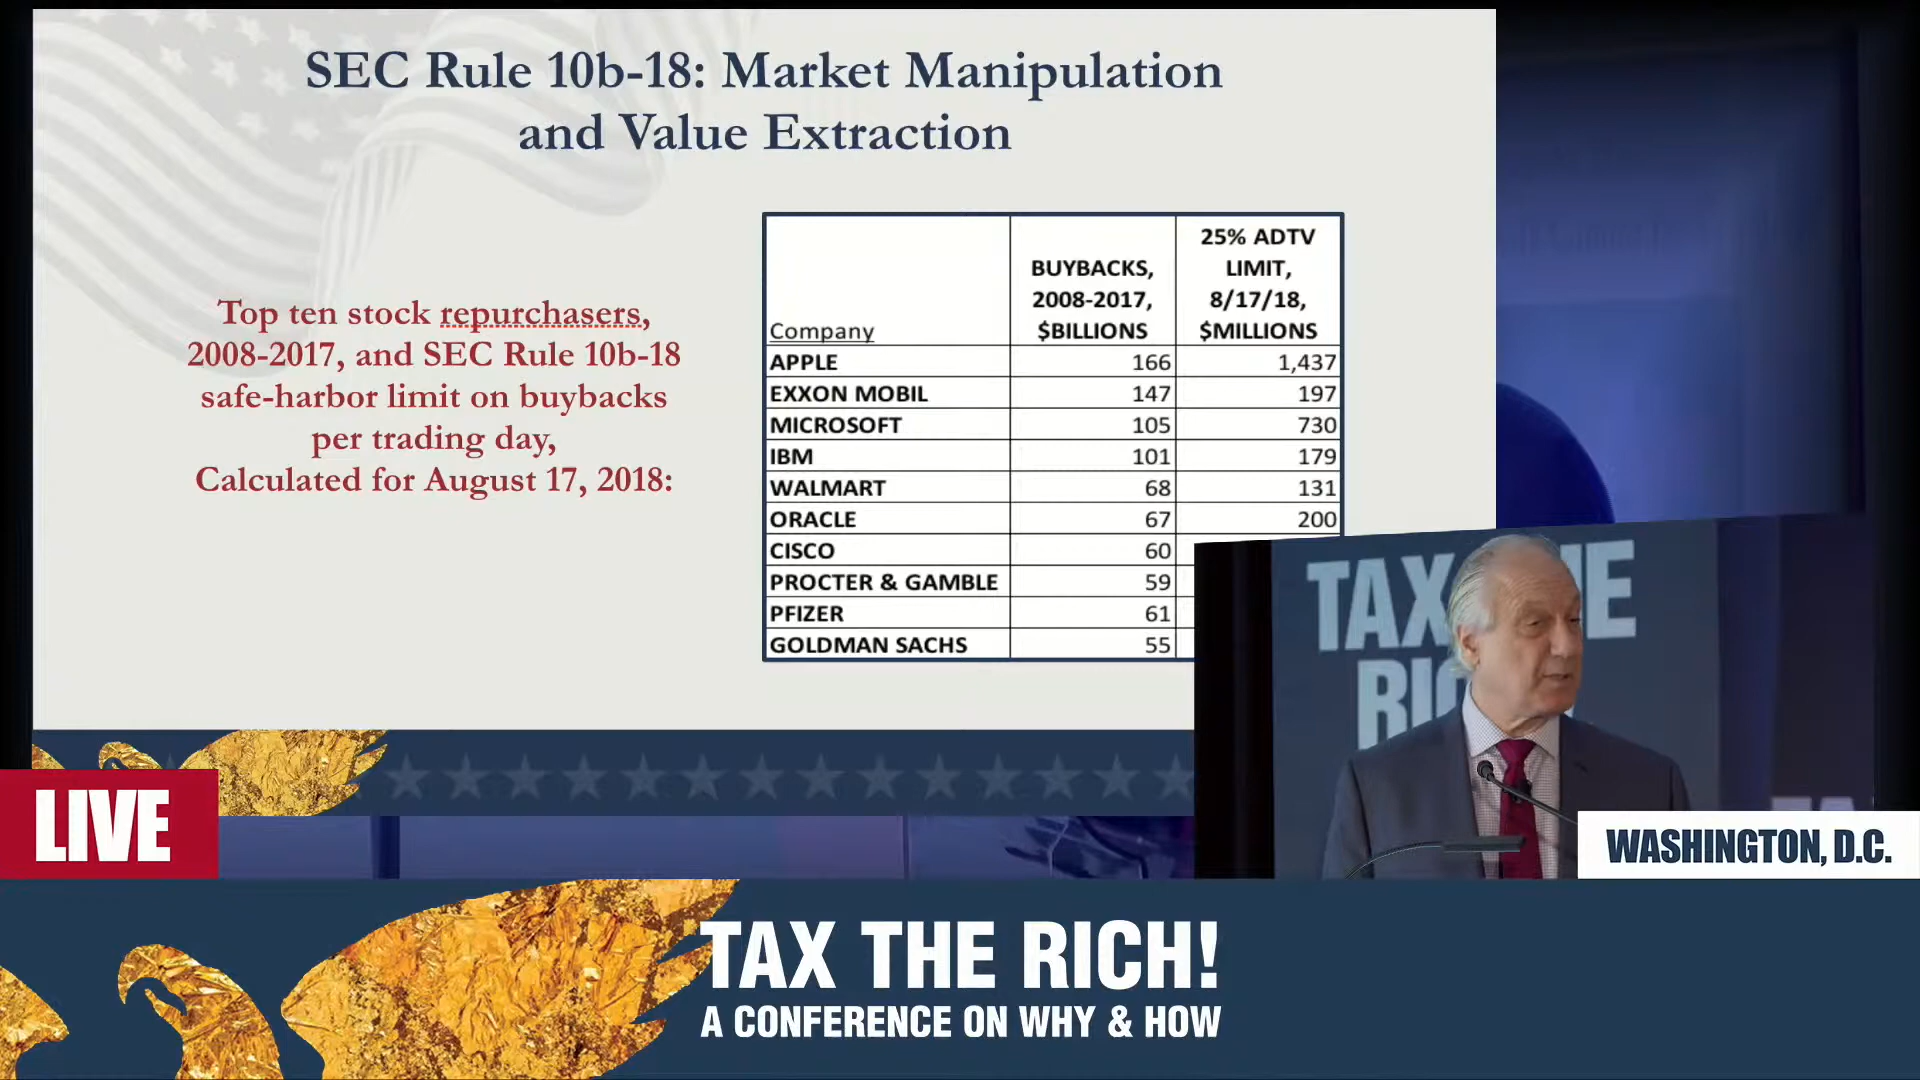 SEC Rule 10b-18: Market Manipulation
and Value Extraction
Top ten stock repurchasers,
2008-2017, and SEC Rule 10b-18
safe-harbor limit on buybacks
per trading day,
Calculated for August 17, 2018:
Company BUYBACKS, 2008-2017, $BILLIONS 25% ADTV LIMIT, 8/17/18, $MILLIONS
APPLE 166 1,437
EXXON MOBIL 147 197
MICROSOFT 105 730
IBM 101 179
WALMART 68 131
ORACLE 67 200
CISCO 60
PROCTER & GAMBLE 59
PFIZER 61
GOLDMAN SACHS 55
TAX
RI
LIVE
WASHINGTON, D.C.
TAX THE RICH!
A CONFERENCE ON WHY & HOW